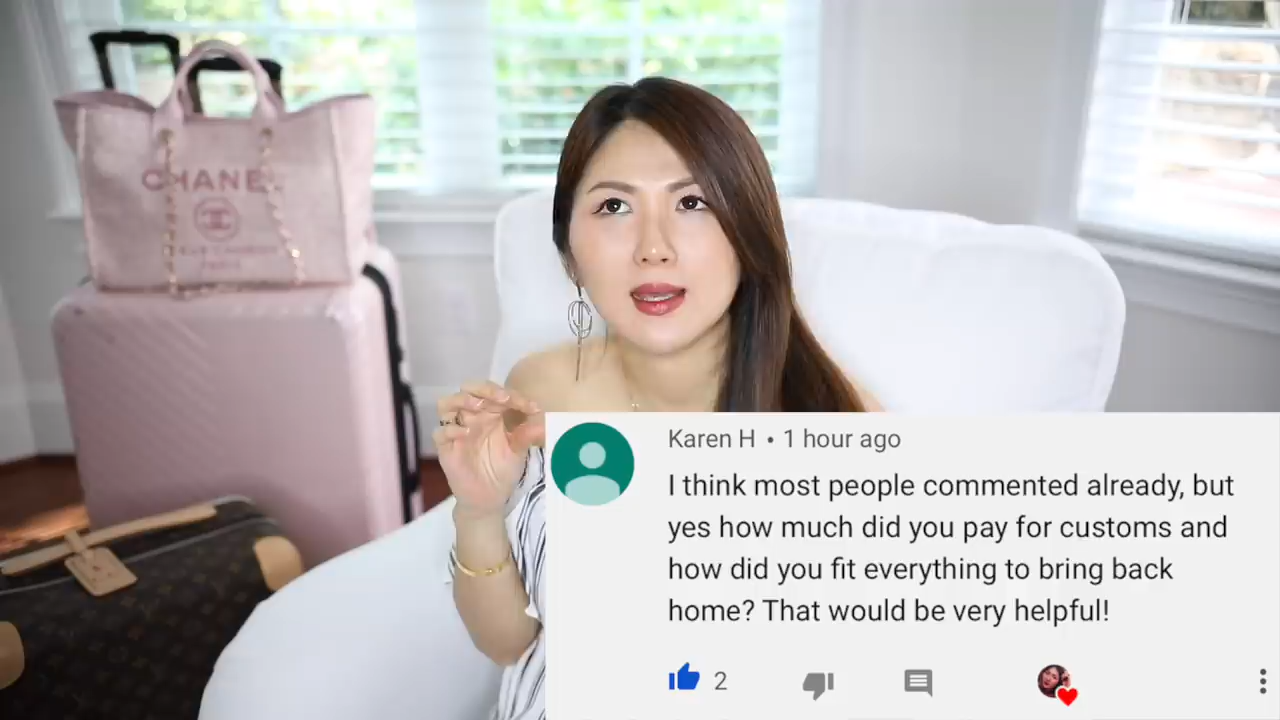 CHANEL
Karen H • 1 hour ago
I think most people commented already, but
yes how much did you pay for customs and
how did you fit everything to bring back
home? That would be very helpful!
2